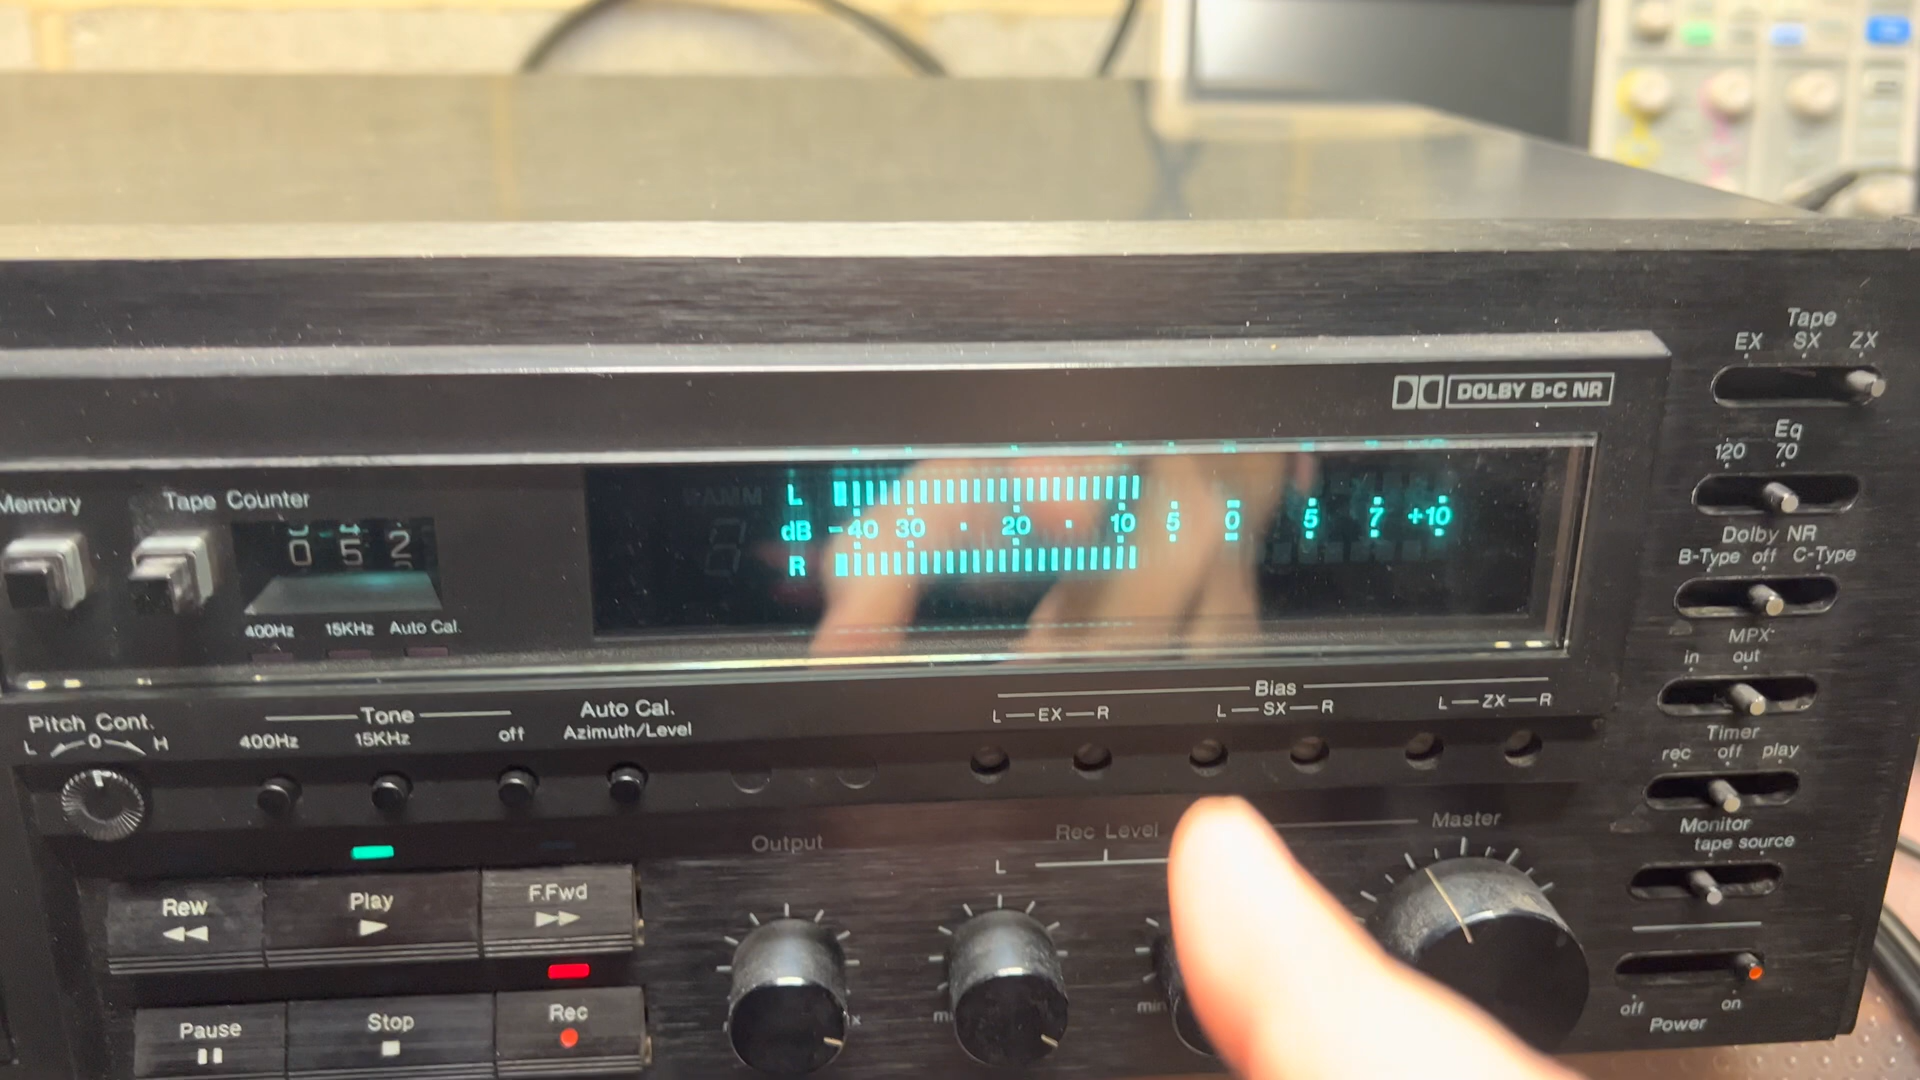 Tape
EX SX ZX
DOLBY B·C NR
Eq
120 70
Memory
Tape Counter
L
dB -40 30 · 20 · 10 5 0 5 7 +10
R
0 5 2
Dolby NR
B-Type off C-Type
400Hz 15KHz Auto Cal.
MPX
in out
Bias
L EX R L SX R L ZX R
Pitch Cont.
L 0 H
Tone
400Hz 15KHz off
Auto Cal.
Azimuth/Level
Timer
rec off play
Output
Rec Level
L
Master
Monitor
tape source
Rew
Play
F.Fwd
min
Pause
Stop
Rec
off on
Power